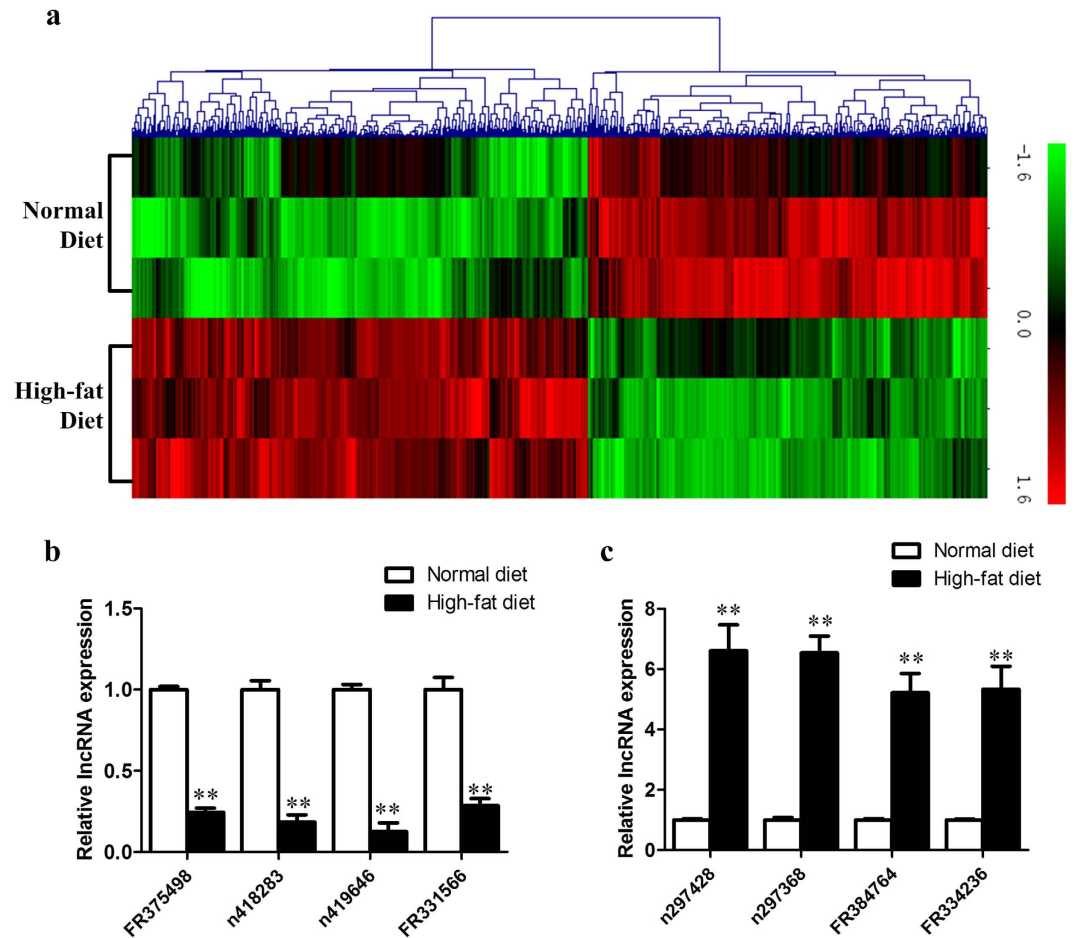 a
Normal
Diet
High-fat
Diet
-1.6
0.0
1.6
b
Normal diet
High-fat diet
Relative lncRNA expression
1.5
1.0
0.5
0.0
**
**
**
**
FR375498
n418283
n419646
FR331566
c
Normal diet
High-fat diet
Relative lncRNA expression
8
6
4
2
0
**
**
**
**
n297428
n297368
FR384764
FR334236